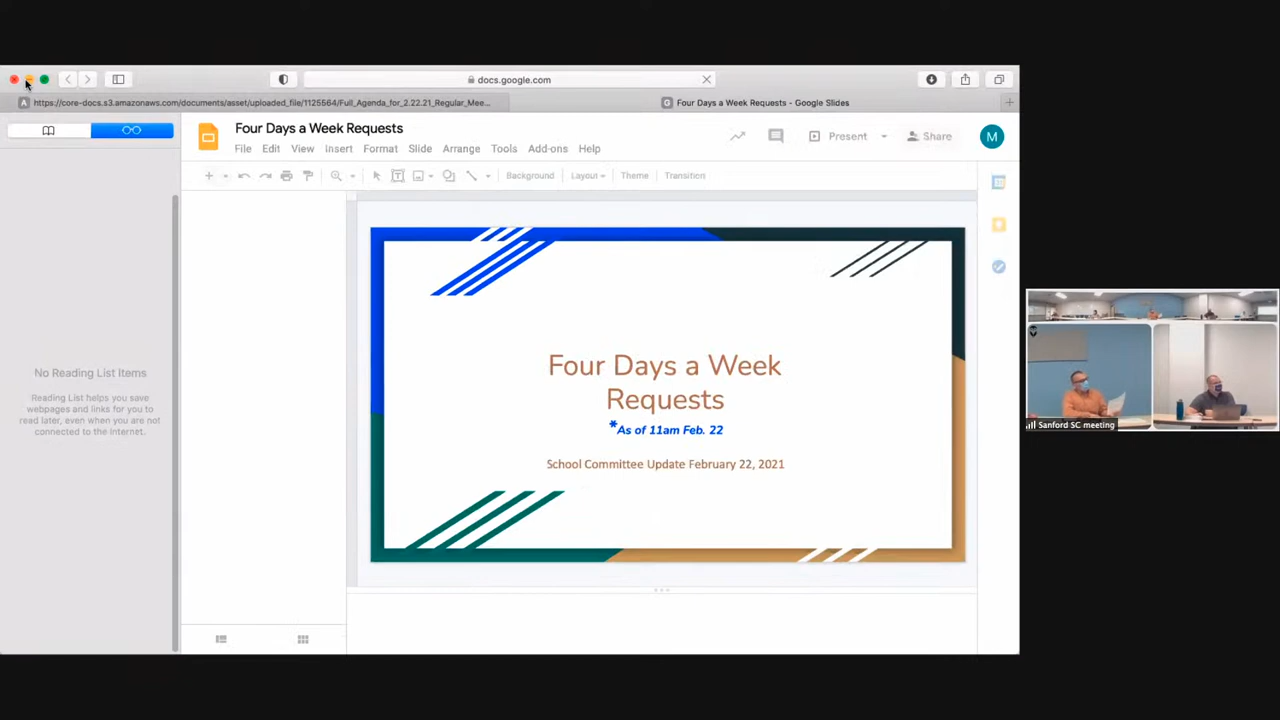 docs.google.com
A https://core-docs.s3.amazonaws.com/documents/asset/uploaded_file/1125564/Full_Agenda_for_2.22.21_Regular_Mee...
G Four Days a Week Requests - Google Slides
Four Days a Week Requests
File Edit View Insert Format Slide Arrange Tools Add-ons Help
Present
Share
M
Background Layout Theme Transition
No Reading List Items
Reading List helps you save
webpages and links for you to
read later, even when you are not
connected to the Internet.
Four Days a Week
Requests
*As of 11am Feb. 22
School Committee Update February 22, 2021
Sanford SC meeting